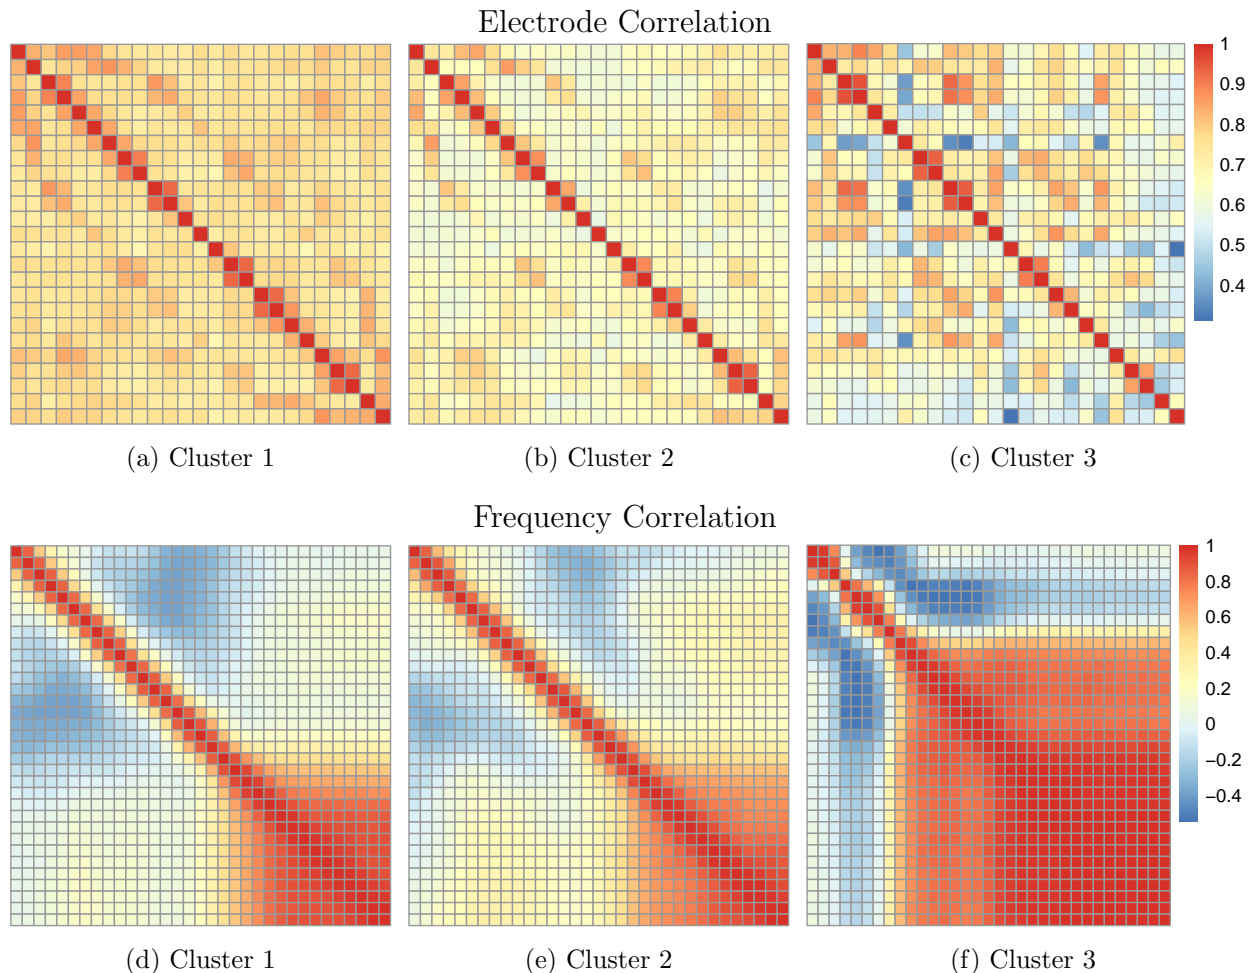 Electrode Correlation
1
0.9
0.8
0.7
0.6
0.5
0.4
(a) Cluster 1
(b) Cluster 2
(c) Cluster 3
Frequency Correlation
1
0.8
0.6
0.4
0.2
0
−0.2
−0.4
(d) Cluster 1
(e) Cluster 2
(f) Cluster 3